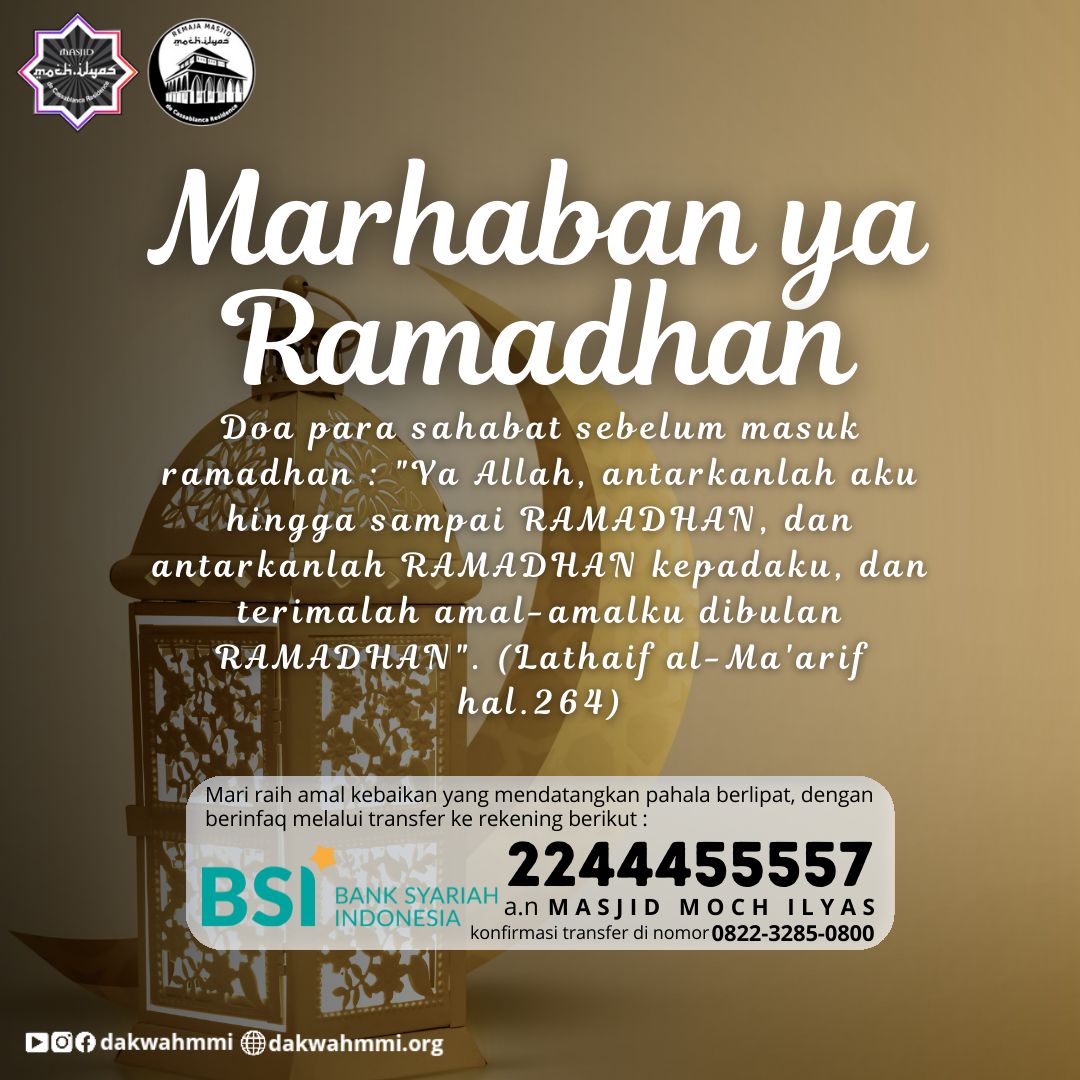 MASJID
moch.ilyas
de Cassablanca Residence
REMAJA MASJID
moch.ilyas
de Cassablanca Residence
Marhaban ya
Ramadhan
Doa para sahabat sebelum masuk
ramadhan : "Ya Allah, antarkanlah aku
hingga sampai RAMADHAN, dan
antarkanlah RAMADHAN kepadaku, dan
terimalah amal-amalku dibulan
RAMADHAN". (Lathaif al-Ma'arif
hal.264)
Mari raih amal kebaikan yang mendatangkan pahala berlipat, dengan
berinfaq melalui transfer ke rekening berikut :
BSI BANK SYARIAH
INDONESIA
2244455557
a.n MASJID MOCH ILYAS
konfirmasi transfer di nomor 0822-3285-0800
dakwahmmi dakwahmmi.org